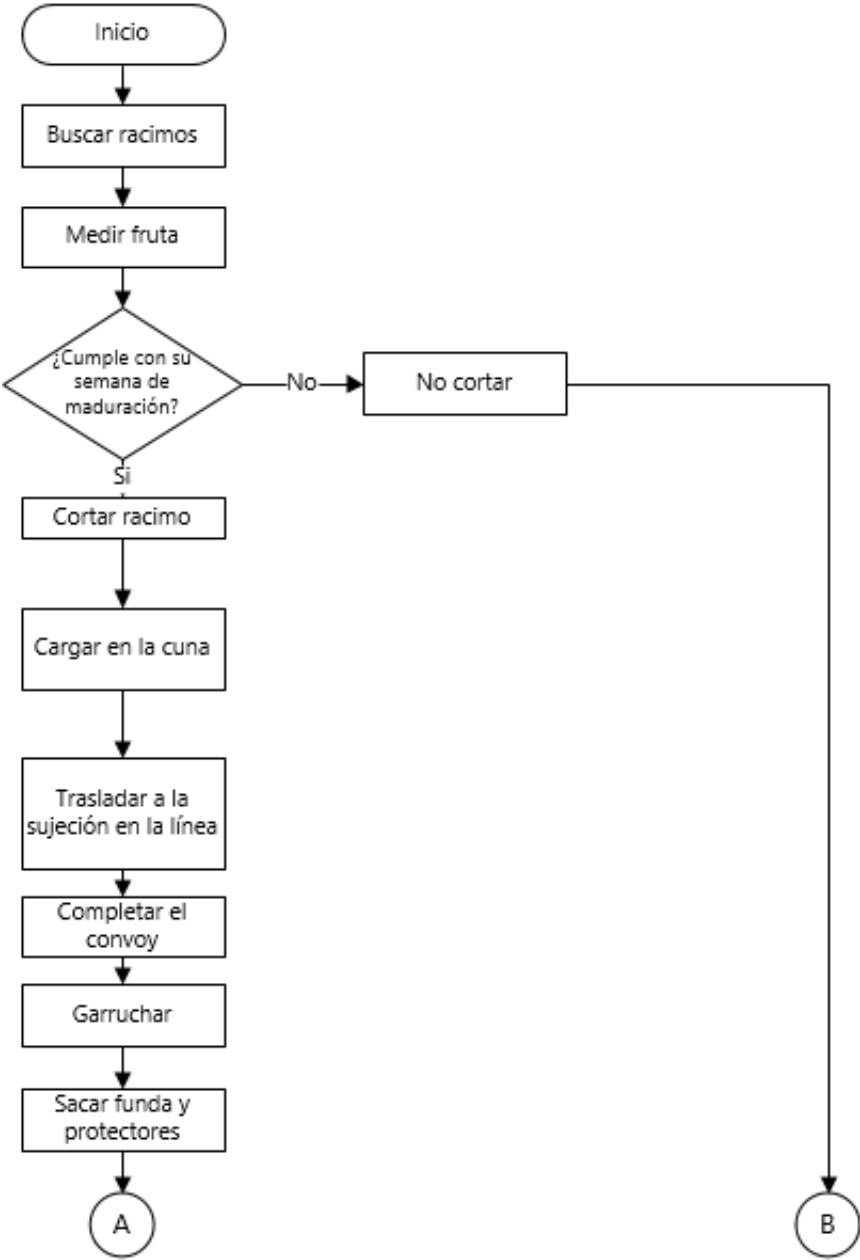 Inicio
Buscar racimos
Medir fruta
¿Cumple con su
semana de
maduración?
No
No cortar
Si
Cortar racimo
Cargar en la cuna
Trasladar a la
sujeción en la línea
Completar el
convoy
Garruchar
Sacar funda y
protectores
A
B